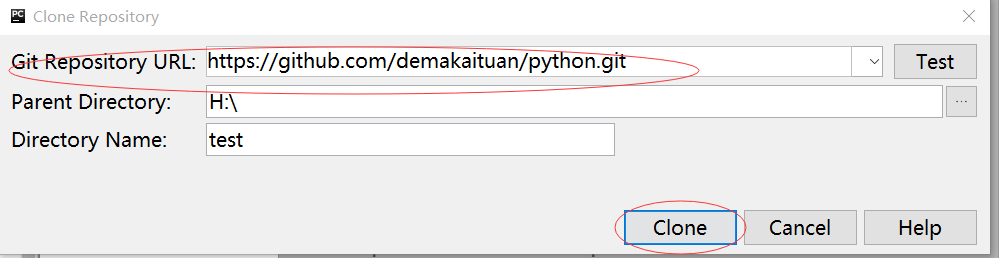 PC Clone Repository
Git Repository URL: https://github.com/demakaituan/python.git Test
Parent Directory: H:\ ...
Directory Name: test
Clone Cancel Help